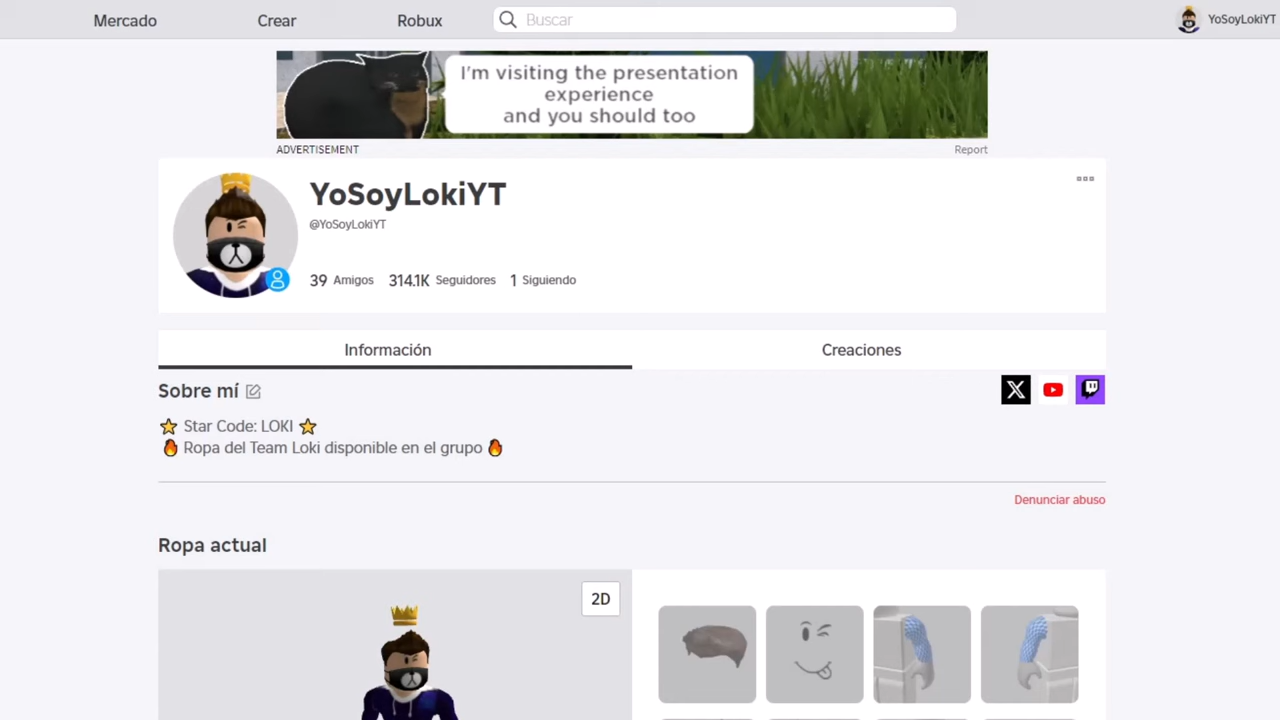 Mercado Crear Robux Buscar YoSoyLokiYT
I'm visiting the presentation
experience
and you should too
ADVERTISEMENT Report
YoSoyLokiYT
@YoSoyLokiYT
39 Amigos 314.1K Seguidores 1 Siguiendo
Información Creaciones
Sobre mí
⭐ Star Code: LOKI ⭐
🔥 Ropa del Team Loki disponible en el grupo 🔥
Denunciar abuso
Ropa actual
2D